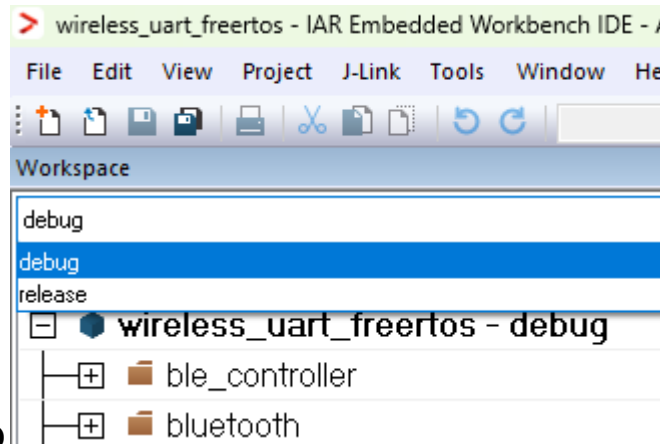 wireless_uart_freertos - IAR Embedded Workbench IDE -
File Edit View Project J-Link Tools Window
Workspace
debug
debug
release
wireless_uart_freertos - debug
ble_controller
bluetooth